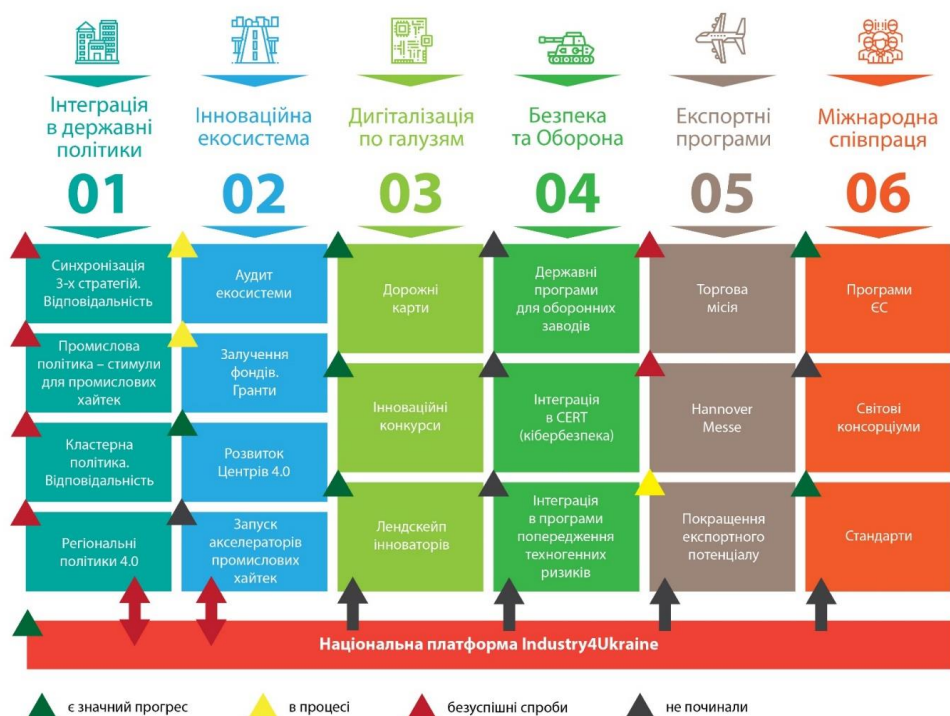 Інтеграція
в державні
політики
01
Синхронізація
3-х стратегій.
Відповідальність
Промислова
політика – стимули
для промислових
хайтек
Кластерна
політика.
Відповідальність
Регіональні
політики 4.0
Інноваційна
екосистема
02
Аудит
екосистеми
Залучення
фондів.
Гранти
Розвиток
Центрів 4.0
Запуск
акселераторів
промислових
хайтек
Дигіталізація
по галузям
03
Дорожні
карти
Інноваційні
конкурси
Лендскейп
інноваторів
Безпека
та Оборона
04
Державні
програми
для оборонних
заводів
Інтеграція
в CERT
(кібербезпека)
Інтеграція
в програми
попередження
техногенних
ризиків
Експортні
програми
05
Торгова
місія
Hannover
Messe
Покращення
експортного
потенціалу
Міжнародна
співпраця
06
Програми
ЄС
Світові
консорціуми
Стандарти
Національна платформа Industry4Ukraine
є значний прогрес
в процесі
безуспішні спроби
не починали